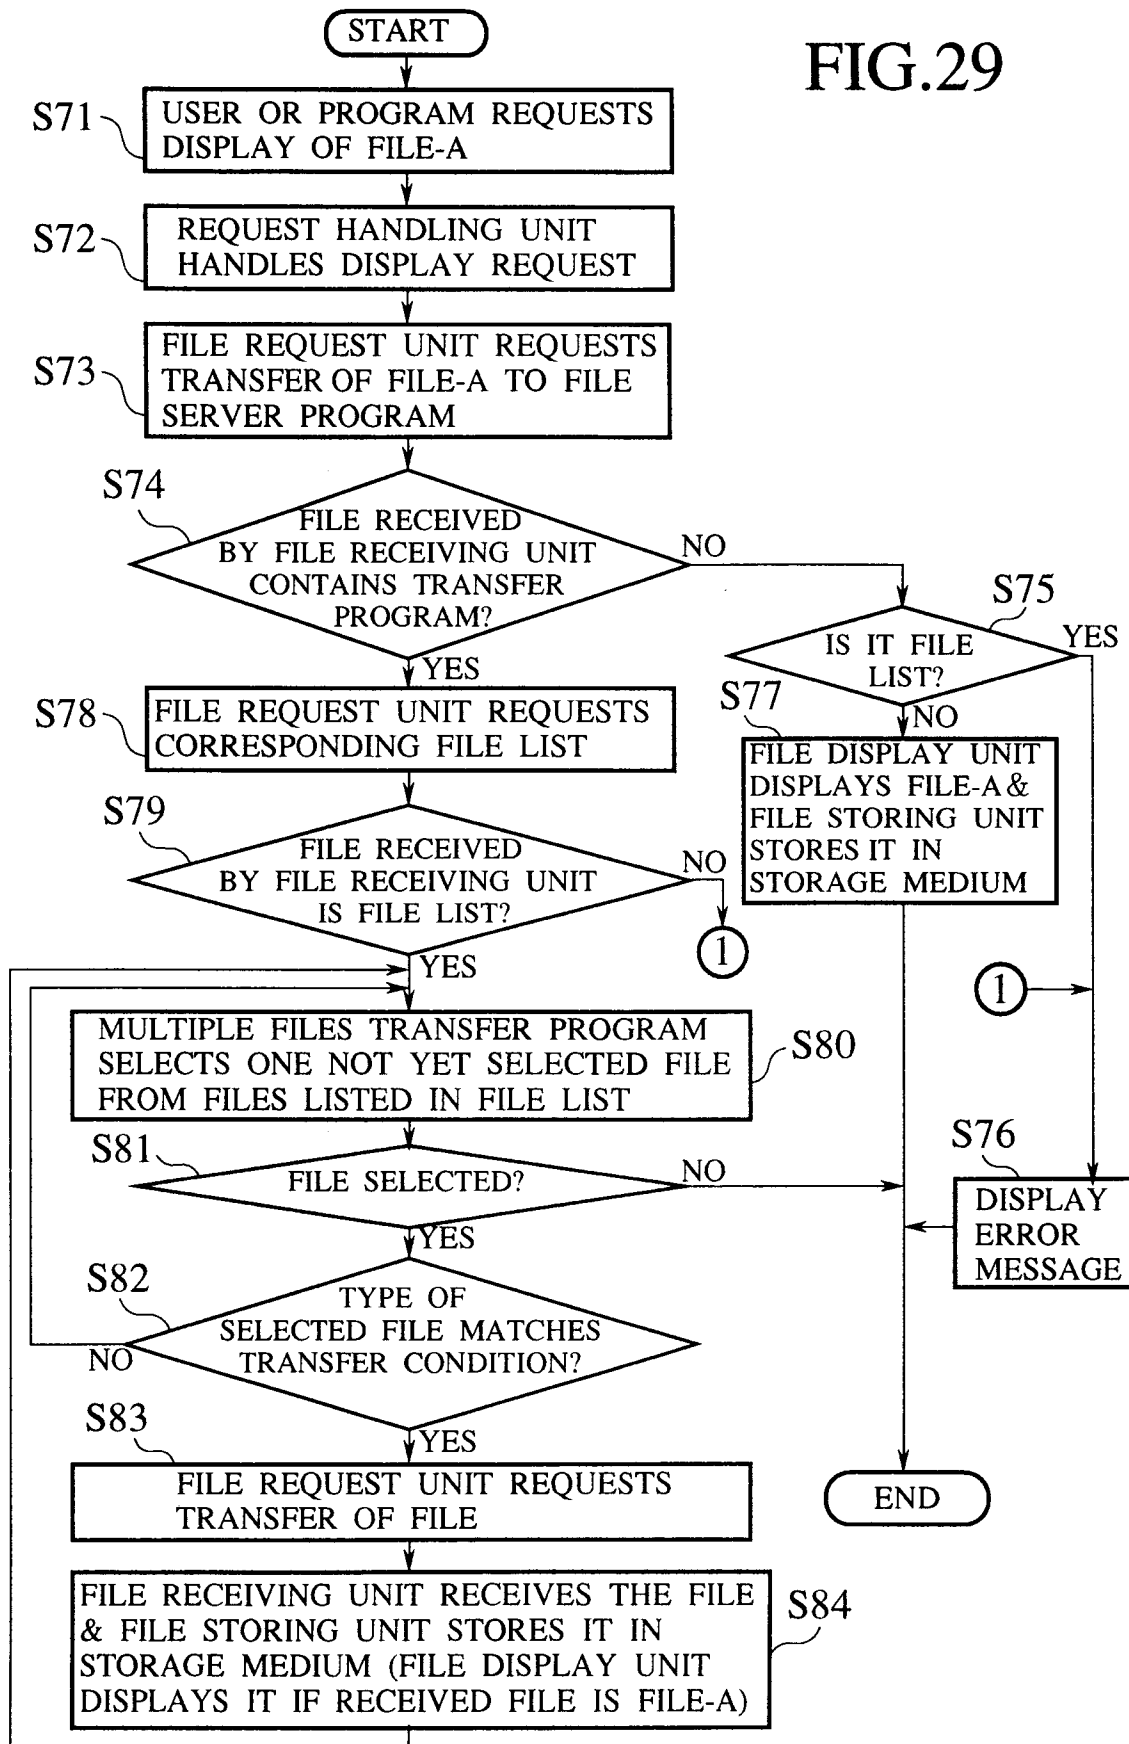 START
FIG.29
S71
USER OR PROGRAM REQUESTS
DISPLAY OF FILE-A
S72
REQUEST HANDLING UNIT
HANDLES DISPLAY REQUEST
S73
FILE REQUEST UNIT REQUESTS
TRANSFER OF FILE-A TO FILE
SERVER PROGRAM
S74
FILE RECEIVED
BY FILE RECEIVING UNIT
CONTAINS TRANSFER
PROGRAM?
NO
YES
S75
IS IT FILE
LIST?
YES
NO
S77
FILE DISPLAY UNIT
DISPLAYS FILE-A &
FILE STORING UNIT
STORES IT IN
STORAGE MEDIUM
S78
FILE REQUEST UNIT REQUESTS
CORRESPONDING FILE LIST
S79
FILE RECEIVED
BY FILE RECEIVING UNIT
IS FILE LIST?
NO
1
YES
1
MULTIPLE FILES TRANSFER PROGRAM
SELECTS ONE NOT YET SELECTED FILE
FROM FILES LISTED IN FILE LIST
S80
S81
FILE SELECTED?
NO
YES
S76
DISPLAY
ERROR
MESSAGE
S82
TYPE OF
SELECTED FILE MATCHES
TRANSFER CONDITION?
NO
YES
S83
FILE REQUEST UNIT REQUESTS
TRANSFER OF FILE
END
FILE RECEIVING UNIT RECEIVES THE FILE
& FILE STORING UNIT STORES IT IN
STORAGE MEDIUM (FILE DISPLAY UNIT
DISPLAYS IT IF RECEIVED FILE IS FILE-A)
S84